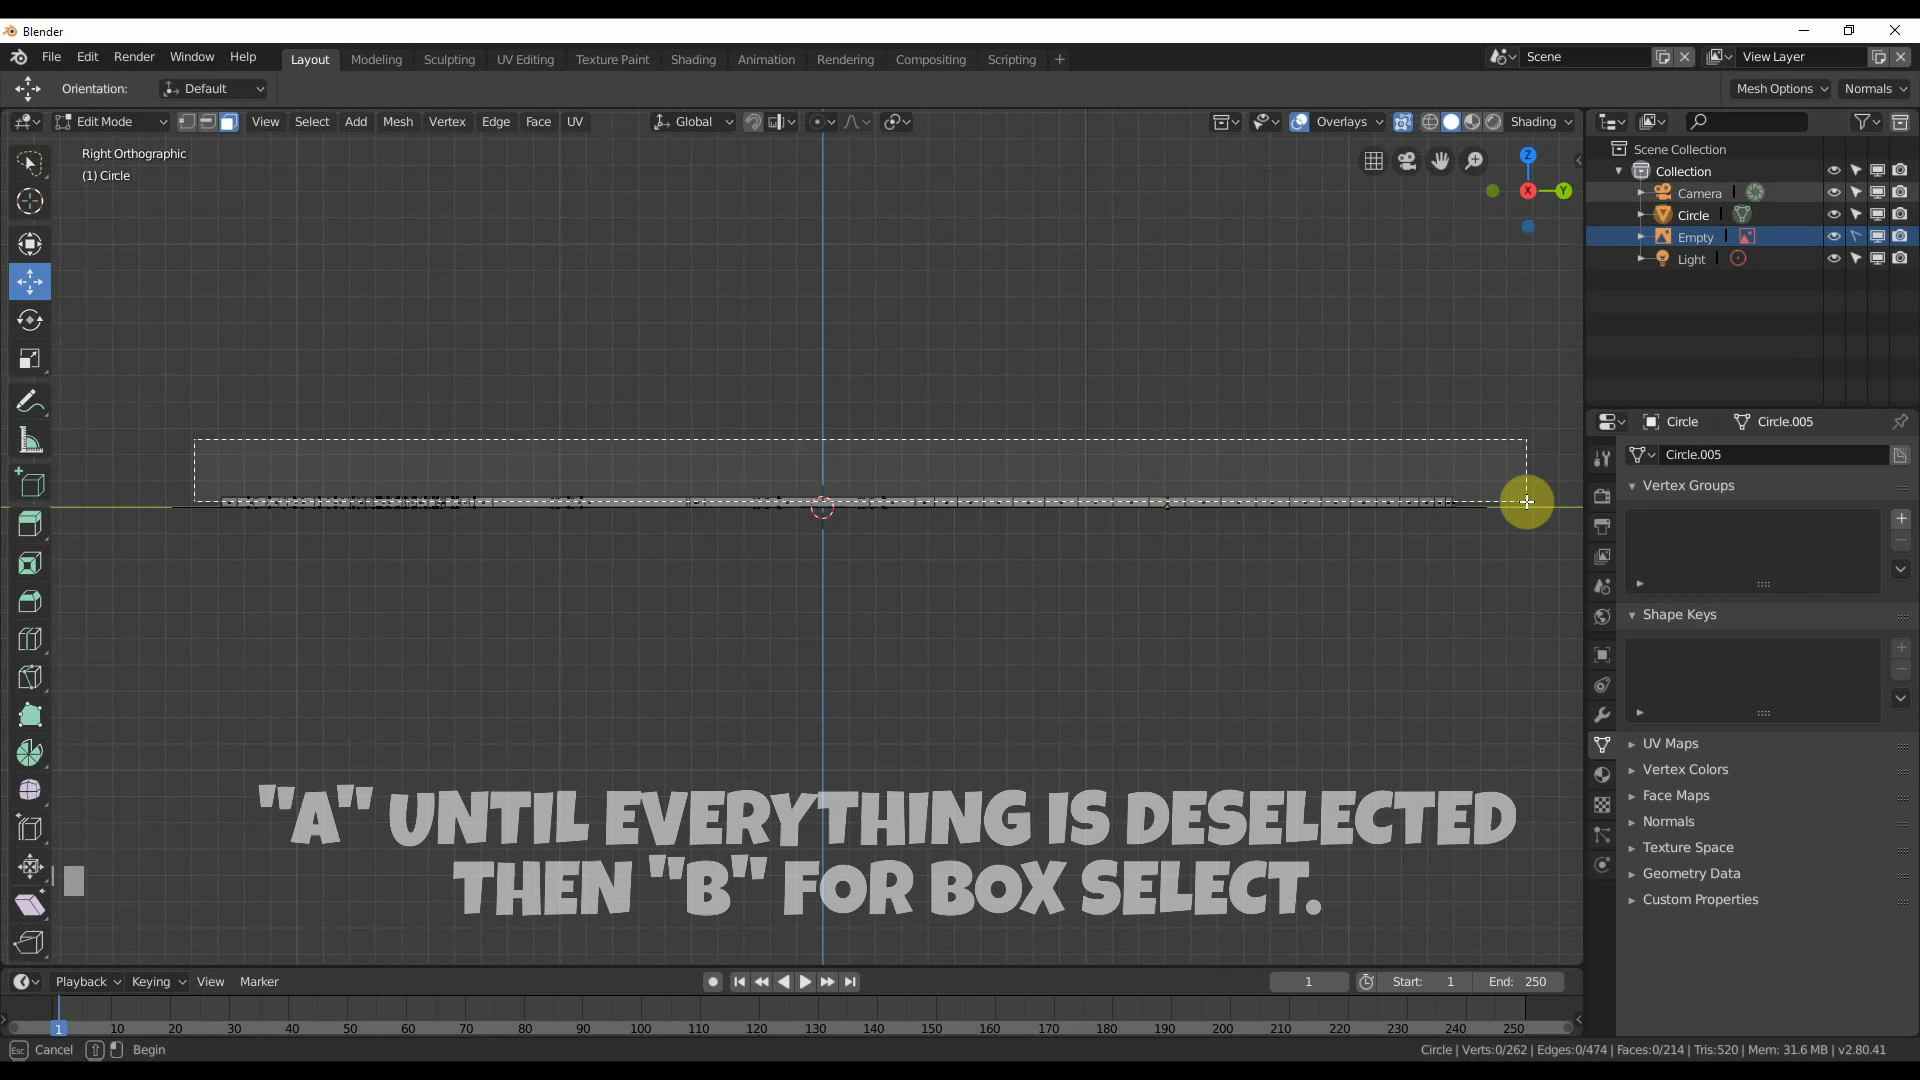 Blender
File Edit Render Window Help Layout Modeling Sculpting UV Editing Texture Paint Shading Animation Rendering Compositing Scripting + Scene View Layer
Orientation: Default Mesh Options Normals
Edit Mode View Select Add Mesh Vertex Edge Face UV Global Overlays Shading
Right Orthographic
(1) Circle
Z
X
Y
Scene Collection
Collection
Camera
Circle
Empty
Light
Circle Circle.005
Circle.005
Vertex Groups
Shape Keys
UV Maps
Vertex Colors
Face Maps
Normals
Texture Space
Geometry Data
Custom Properties
"A" UNTIL EVERYTHING IS DESELECTED
THEN "B" FOR BOX SELECT.
Playback Keying View Marker 1 Start: 1 End: 250
1 10 20 30 40 50 60 70 80 90 100 110 120 130 140 150 160 170 180 190 200 210 220 230 240 250
Esc Cancel Begin Circle | Verts:0/262 | Edges:0/474 | Faces:0/214 | Tris:520 | Mem: 31.6 MB | v2.80.41